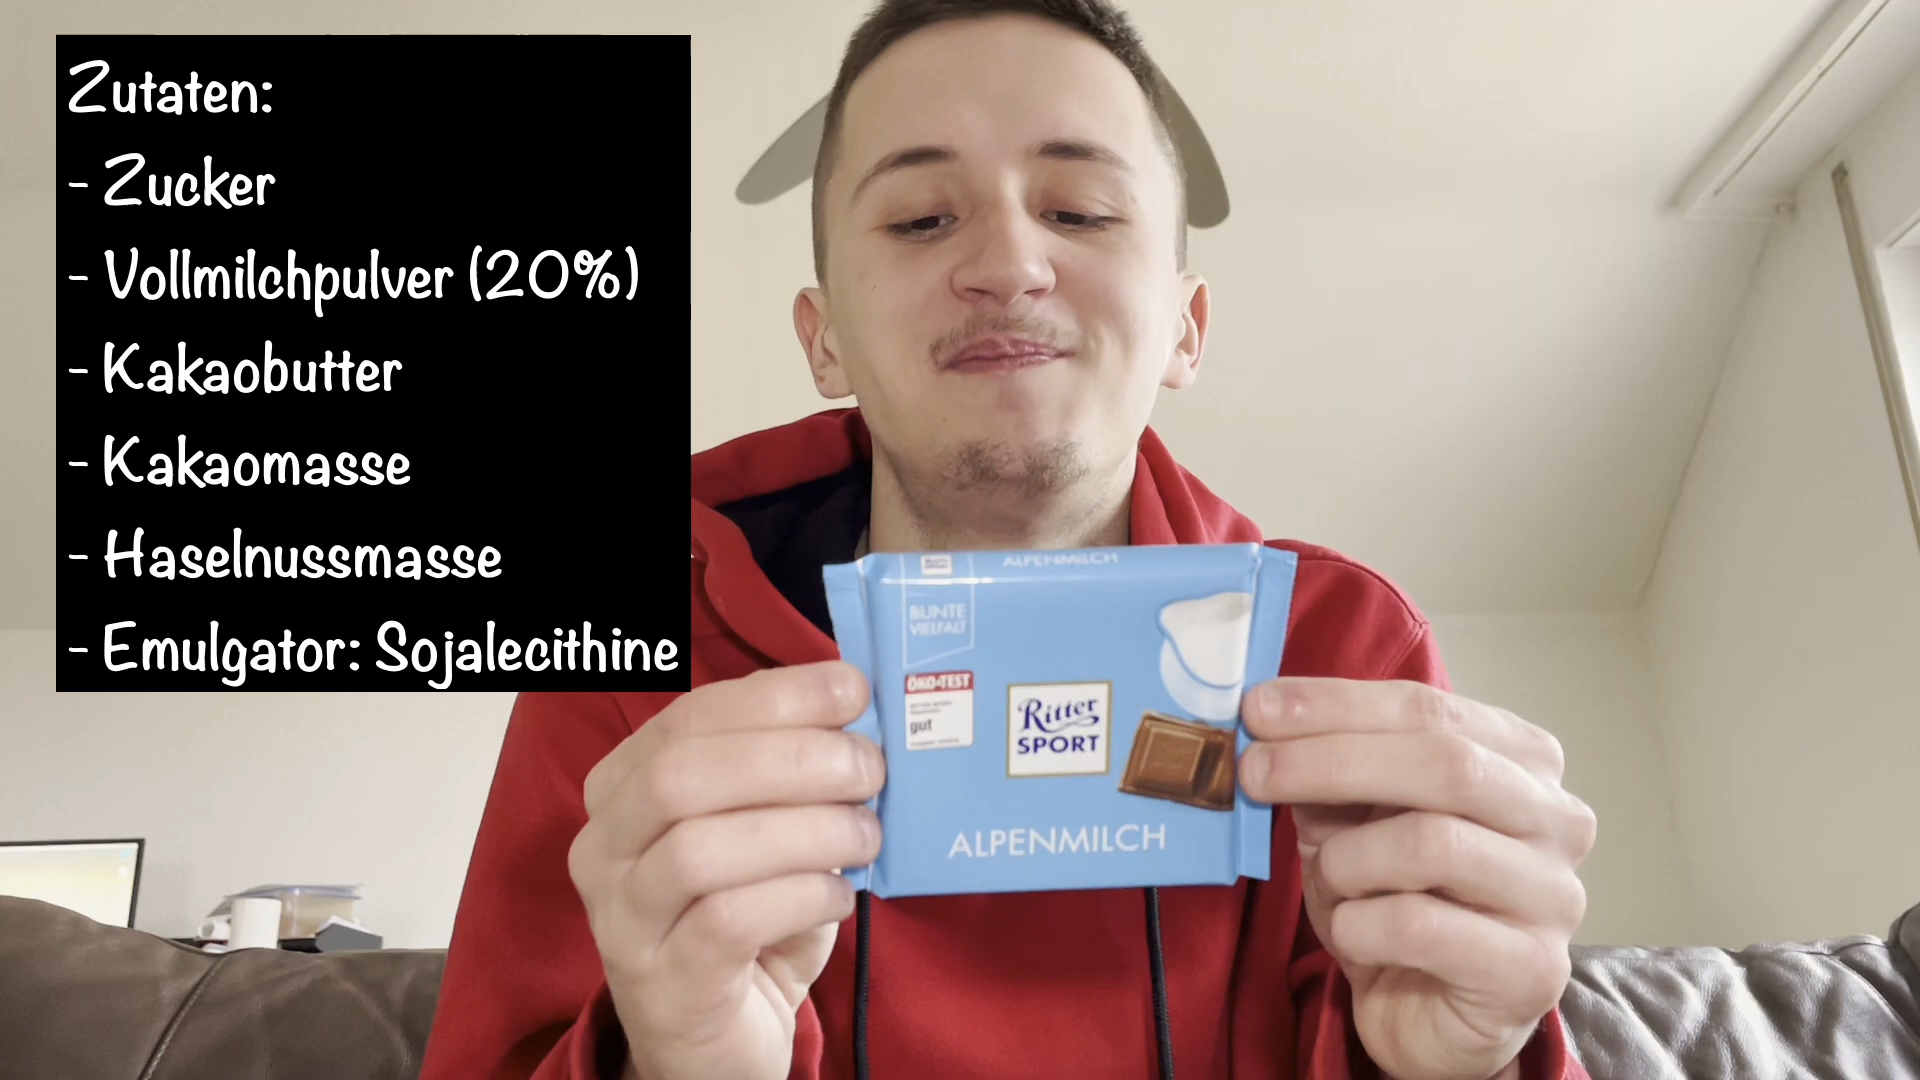 Zutaten:
- Zucker
- Vollmilchpulver (20%)
- Kakaobutter
- Kakaomasse
- Haselnussmasse
- Emulgator: Sojalecithine
ALPENMILCH
BUNTE
VIELFALT
ÖKO-TEST
gut
Ritter
SPORT
ALPENMILCH